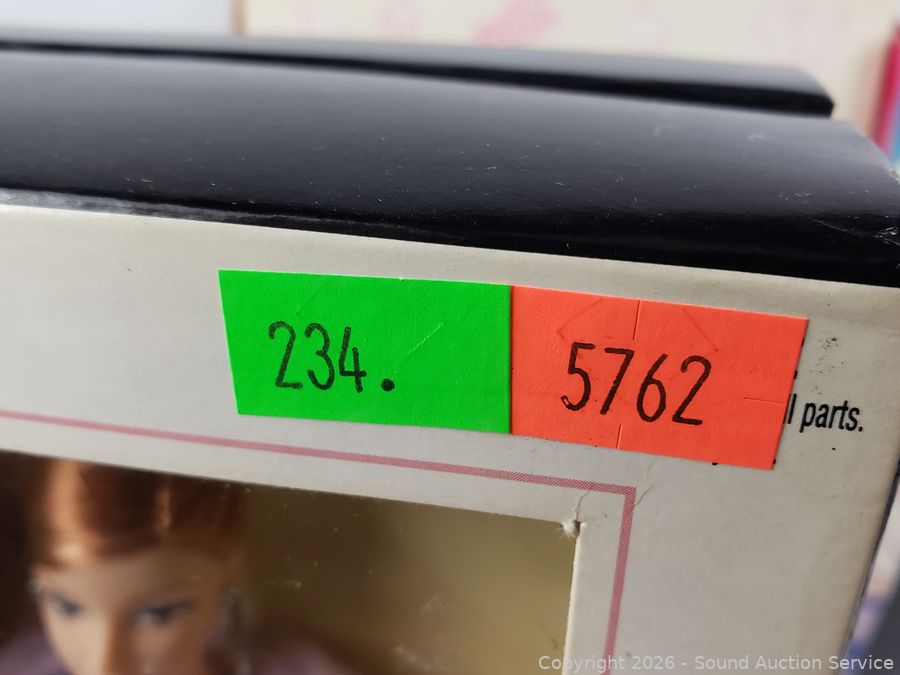 234.
5762
l parts.
Copyright 2026 - Sound Auction Service